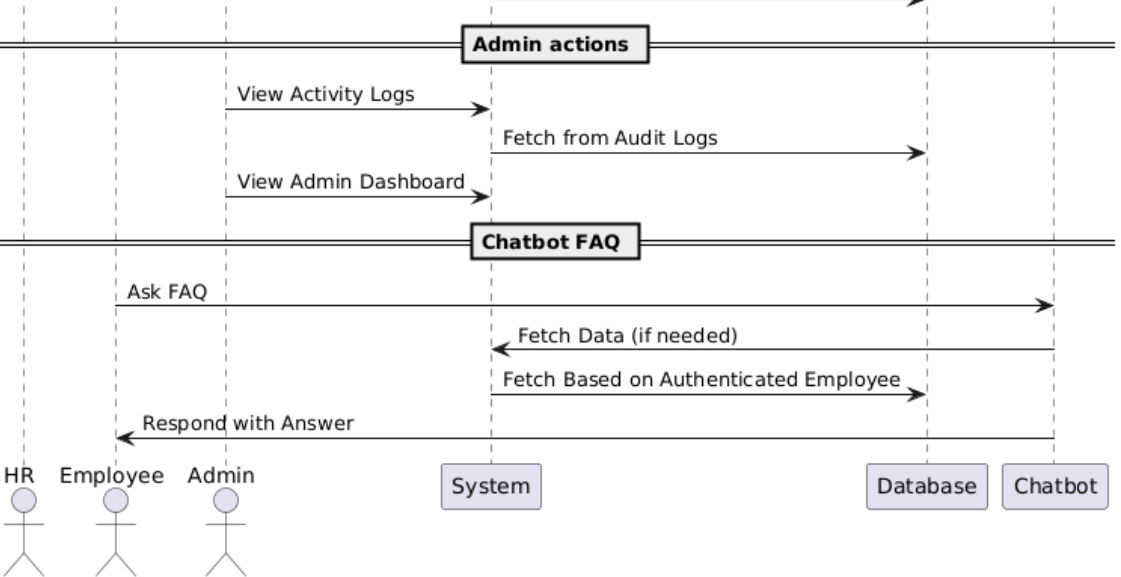 Admin actions
View Activity Logs
Fetch from Audit Logs
View Admin Dashboard
Chatbot FAQ
Ask FAQ
Fetch Data (if needed)
Fetch Based on Authenticated Employee
Respond with Answer
HR Employee Admin
System Database Chatbot